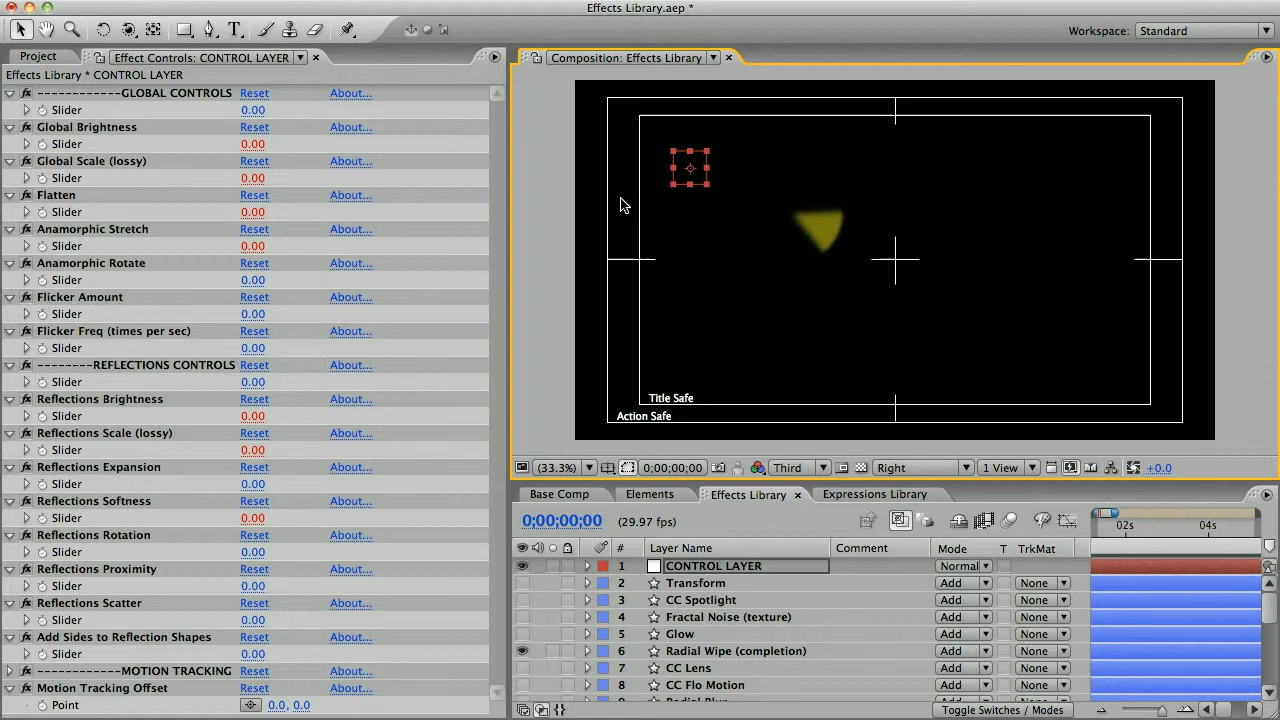 Effects Library.aep *
Workspace: Standard
Project
Effect Controls: CONTROL LAYER
Effects Library * CONTROL LAYER
------------GLOBAL CONTROLS Reset About...
Slider 0.00
Global Brightness Reset About...
Slider 0.00
Global Scale (lossy) Reset About...
Slider 0.00
Flatten Reset About...
Slider 0.00
Anamorphic Stretch Reset About...
Slider 0.00
Anamorphic Rotate Reset About...
Slider 0.00
Flicker Amount Reset About...
Slider 0.00
Flicker Freq (times per sec) Reset About...
Slider 0.00
--------REFLECTIONS CONTROLS Reset About...
Slider 0.00
Reflections Brightness Reset About...
Slider 0.00
Reflections Scale (lossy) Reset About...
Slider 0.00
Reflections Expansion Reset About...
Slider 0.00
Reflections Softness Reset About...
Slider 0.00
Reflections Rotation Reset About...
Slider 0.00
Reflections Proximity Reset About...
Slider 0.00
Reflections Scatter Reset About...
Slider 0.00
Add Sides to Reflection Shapes Reset About...
Slider 0.00
------------MOTION TRACKING Reset About...
Motion Tracking Offset Reset About...
Point 0.0, 0.0
Composition: Effects Library
Title Safe
Action Safe
(33.3%) 0;00;00;00 Third Right 1 View +0.0
Base Comp Elements Effects Library Expressions Library
0;00;00;00 (29.97 fps) 02s 04s
# Layer Name Comment Mode T TrkMat
1 CONTROL LAYER Normal
2 Transform Add None
3 CC Spotlight Add None
4 Fractal Noise (texture) Add None
5 Glow Add None
6 Radial Wipe (completion) Add None
7 CC Lens Add None
8 CC Flo Motion Add None
9 Radial Blur Add None
Toggle Switches / Modes